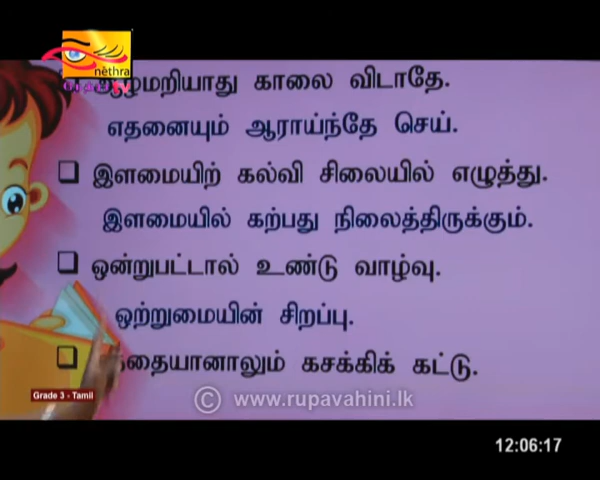 nethra
tv
காலை விடாதே.
எதனையும் ஆராய்ந்தே செய்.
இளமையிற் கல்வி சிலையில் எழுத்து.
இளமையில் கற்பது நிலைத்திருக்கும்.
ஒன்றுபட்டால் உண்டு வாழ்வு.
ஒற்றுமையின் சிறப்பு.
கசக்கிக் கட்டு.
Grade 3 - Tamil
© www.rupavahini.lk
12:06:17